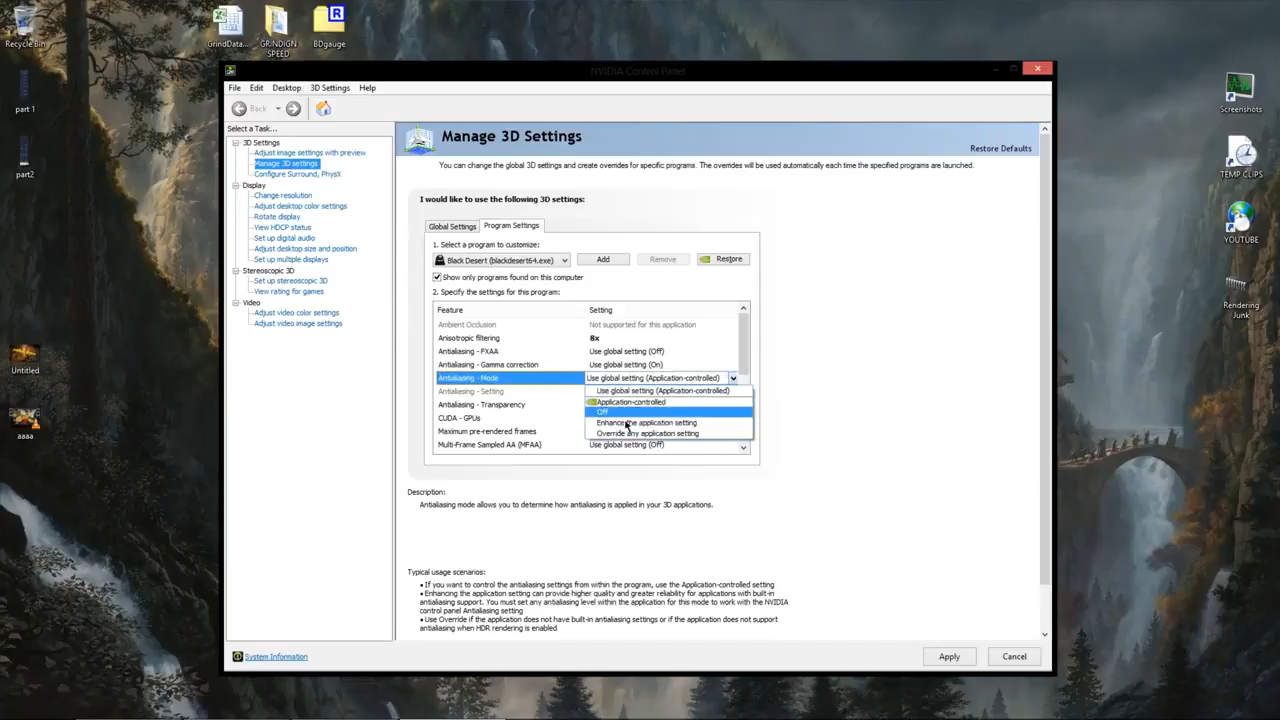 Recycle Bin
part 1
part2
Untitled
aaaa
GrindData...
GRINDIGN
SPEED
BDgauge
Screenshots
TEMP CLIPS
YOUTUBE
Rendering
Junk
NVIDIA Control Panel
File Edit Desktop 3D Settings Help
Back
Select a Task...
3D Settings
Adjust image settings with preview
Manage 3D settings
Configure Surround, PhysX
Display
Change resolution
Adjust desktop color settings
Rotate display
View HDCP status
Set up digital audio
Adjust desktop size and position
Set up multiple displays
Stereoscopic 3D
Set up stereoscopic 3D
View rating for games
Video
Adjust video color settings
Adjust video image settings
System Information
Manage 3D Settings
Restore Defaults
You can change the global 3D settings and create overrides for specific programs. The overrides will be used automatically each time the specified programs are launched.
I would like to use the following 3D settings:
Global Settings Program Settings
1. Select a program to customize:
Black Desert (blackdesert64.exe) Add Remove Restore
Show only programs found on this computer
2. Specify the settings for this program:
Feature Setting
Ambient Occlusion Not supported for this application
Anisotropic filtering 8x
Antialiasing - FXAA Use global setting (Off)
Antialiasing - Gamma correction Use global setting (On)
Antialiasing - Mode Use global setting (Application-controlled)
Antialiasing - Setting Use global setting (Application-controlled)
Antialiasing - Transparency Application-controlled
Off
CUDA - GPUs Enhance the application setting
Maximum pre-rendered frames Override any application setting
Multi-Frame Sampled AA (MFAA) Use global setting (Off)
Description:
Antialiasing mode allows you to determine how antialiasing is applied in your 3D applications.
Typical usage scenarios:
• If you want to control the antialiasing settings from within the program, use the Application-controlled setting
• Enhancing the application setting can provide higher quality and greater reliability for applications with built-in
antialiasing support. You must set any antialiasing level within the application for this mode to work with the NVIDIA
control panel Antialiasing setting
• Use Override if the application does not have built-in antialiasing settings or if the application does not support
antialiasing when HDR rendering is enabled
Apply Cancel